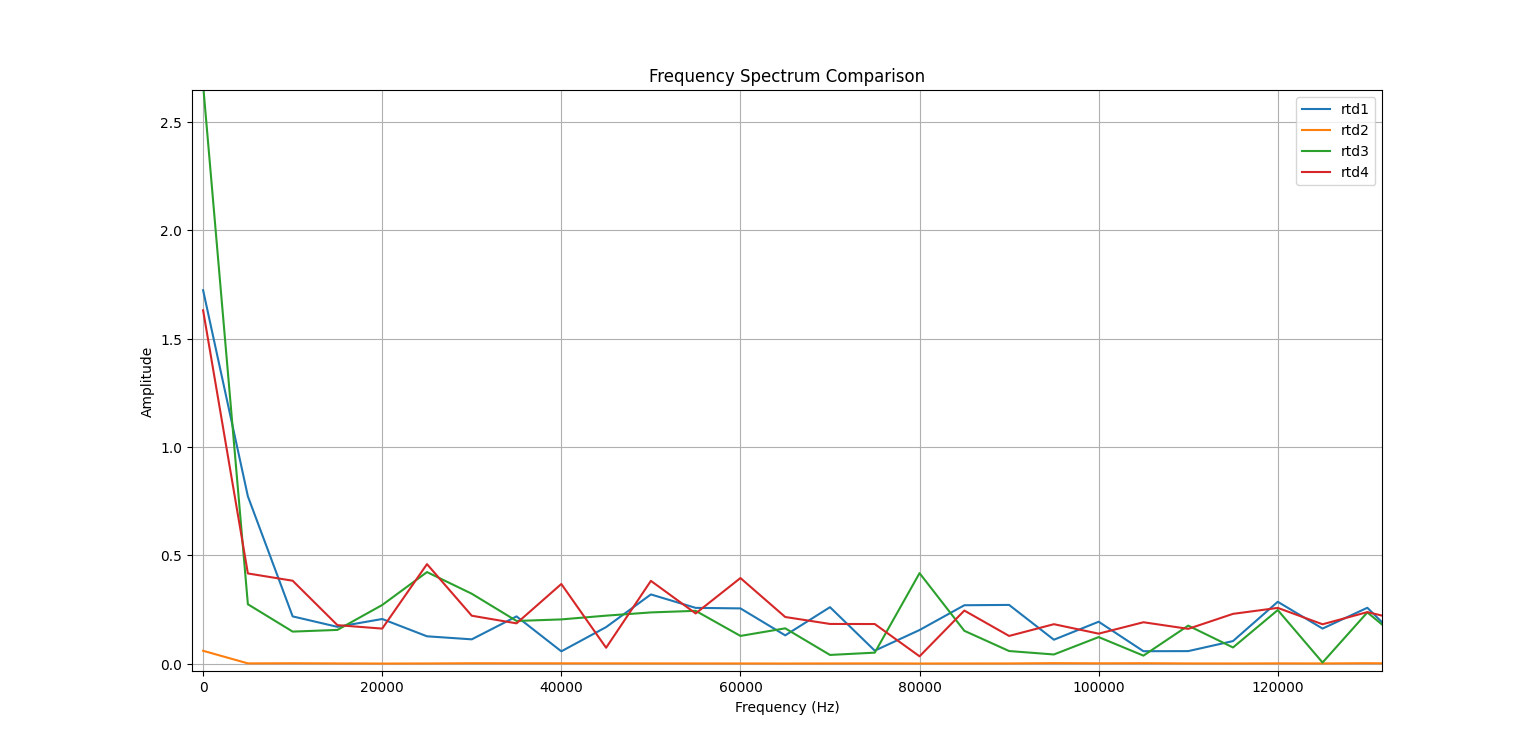 Frequency Spectrum Comparison
rtd1
rtd2
rtd3
rtd4
2.5
2.0
1.5
1.0
0.5
0.0
Amplitude
0 20000 40000 60000 80000 100000 120000
Frequency (Hz)